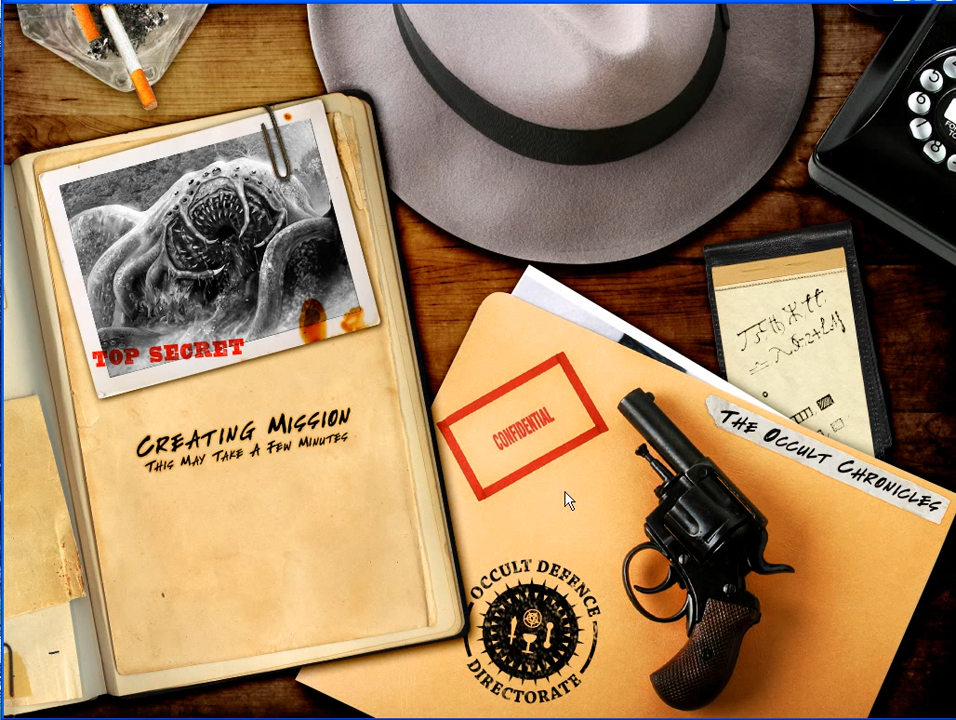 TOP SECRET
CREATING MISSION
THIS MAY TAKE A FEW MINUTES
CONFIDENTIAL
THE OCCULT CHRONICLES
OCCULT DEFENCE
DIRECTORATE